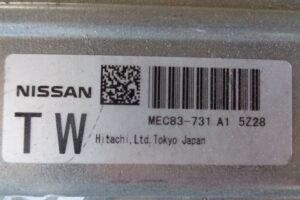 NISSAN
MEC83-731 A1 5Z28
TW
Hitachi,Ltd.Tokyo Japan